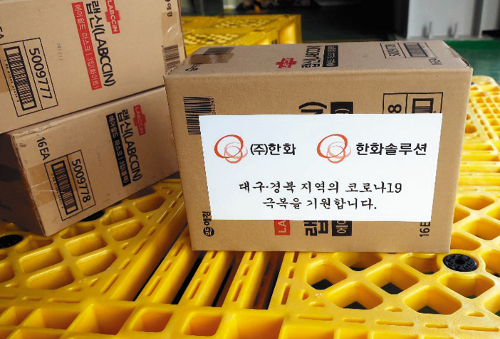 5009777
랩신(LABCCIN)
16EA
랩신(LABCCIN)
5009778
16EA
(주)한화 한화솔루션
대구·경북 지역의 코로나19
극복을 기원합니다.
16EA